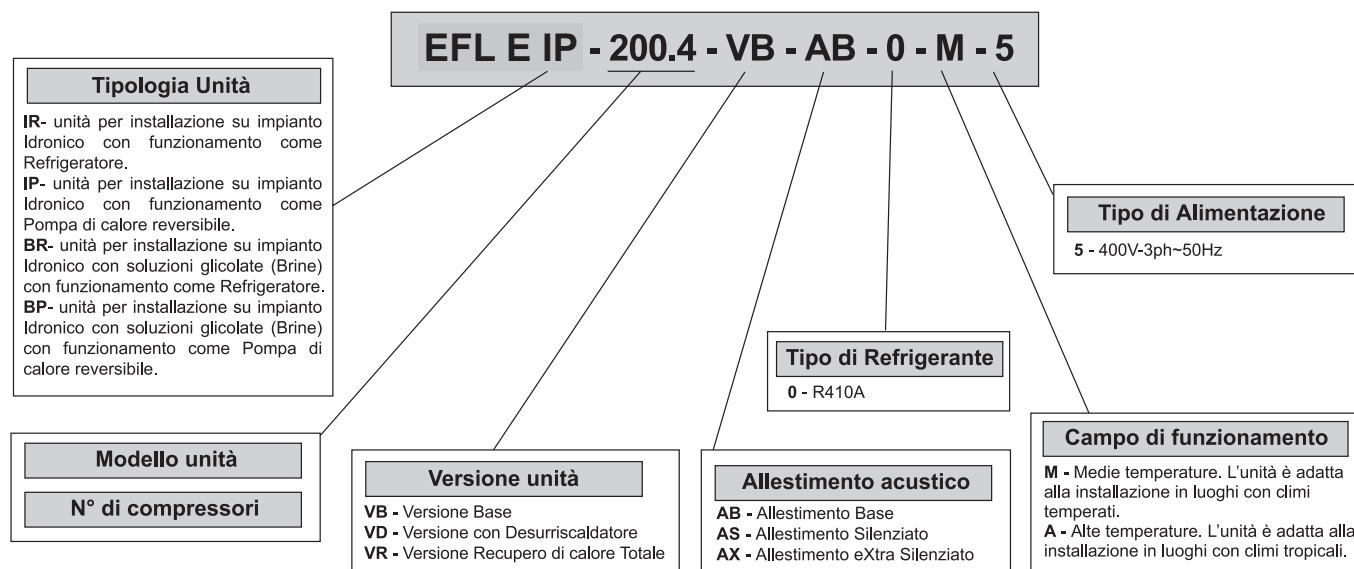 EFL E IP - 200.4 - VB - AB - 0 - M - 5
Tipologia Unità
IR- unità per installazione su impianto
Idronico con funzionamento come
Refrigeratore.
IP- unità per installazione su impianto
Idronico con funzionamento come
Pompa di calore reversibile.
BR- unità per installazione su impianto
Idronico con soluzioni glicolate (Brine)
con funzionamento come Refrigeratore.
BP- unità per installazione su impianto
Idronico con soluzioni glicolate (Brine)
con funzionamento come Pompa di
calore reversibile.
Tipo di Alimentazione
5 - 400V-3ph~50Hz
Tipo di Refrigerante
0 - R410A
Modello unità
N° di compressori
Versione unità
VB - Versione Base
VD - Versione con Desurriscaldatore
VR - Versione Recupero di calore Totale
Allestimento acustico
AB - Allestimento Base
AS - Allestimento Silenziato
AX - Allestimento eXtra Silenziato
Campo di funzionamento
M - Medie temperature. L'unità è adatta
alla installazione in luoghi con climi
temperati.
A - Alte temperature. L'unità è adatta alla
installazione in luoghi con climi tropicali.